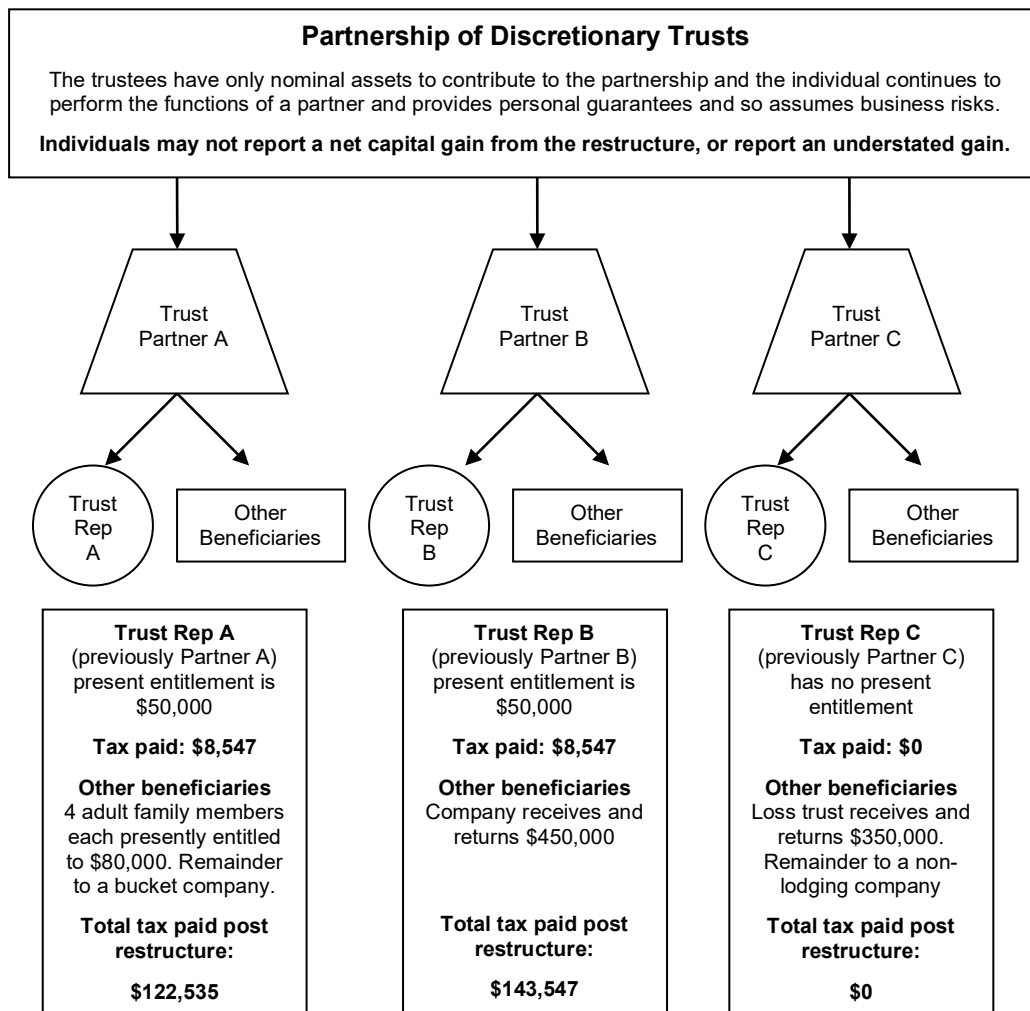 Partnership of Discretionary Trusts
The trustees have only nominal assets to contribute to the partnership and the individual continues to
perform the functions of a partner and provides personal guarantees and so assumes business risks.
Individuals may not report a net capital gain from the restructure, or report an understated gain.
Trust
Partner A
Trust
Partner B
Trust
Partner C
Trust
Rep
A
Other
Beneficiaries
Trust
Rep
B
Other
Beneficiaries
Trust
Rep
C
Other
Beneficiaries
Trust Rep A
(previously Partner A)
present entitlement is
$50,000
Tax paid: $8,547
Other beneficiaries
4 adult family members
each presently entitled
to $80,000. Remainder
to a bucket company.
Total tax paid post
restructure:
$122,535
Trust Rep B
(previously Partner B)
present entitlement is
$50,000
Tax paid: $8,547
Other beneficiaries
Company receives and
returns $450,000
Total tax paid post
restructure:
$143,547
Trust Rep C
(previously Partner C)
has no present
entitlement
Tax paid: $0
Other beneficiaries
Loss trust receives and
returns $350,000.
Remainder to a non-
lodging company
Total tax paid post
restructure:
$0